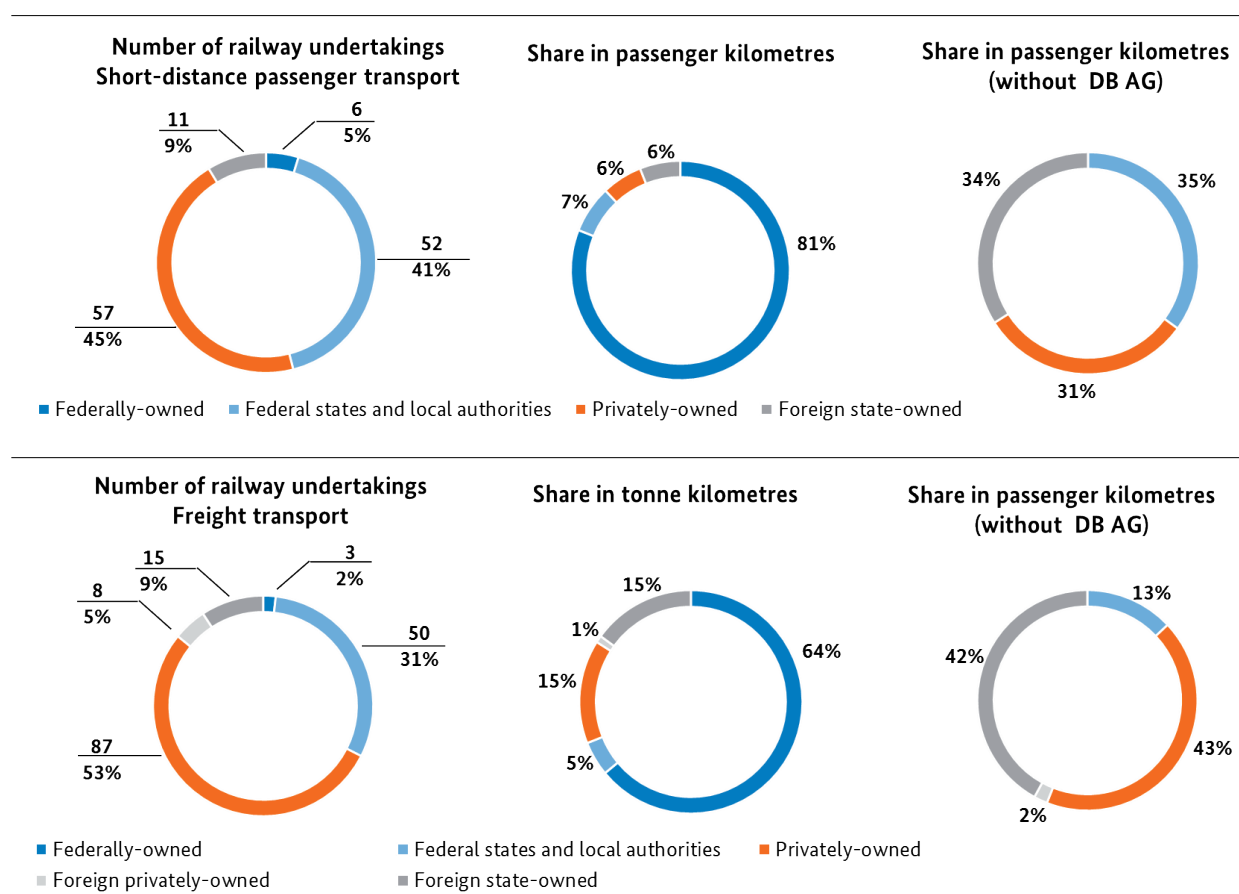 Number of railway undertakings
Short-distance passenger transport
11
9%
6
5%
52
41%
57
45%
Share in passenger kilometres
6%
6%
7%
81%
Share in passenger kilometres
(without DB AG)
34%
35%
31%
Federally-owned
Federal states and local authorities
Privately-owned
Foreign state-owned
Number of railway undertakings
Freight transport
15
9%
3
2%
8
5%
50
31%
87
53%
Share in tonne kilometres
15%
1%
64%
15%
5%
Share in passenger kilometres
(without DB AG)
13%
42%
43%
2%
Federally-owned
Federal states and local authorities
Privately-owned
Foreign privately-owned
Foreign state-owned